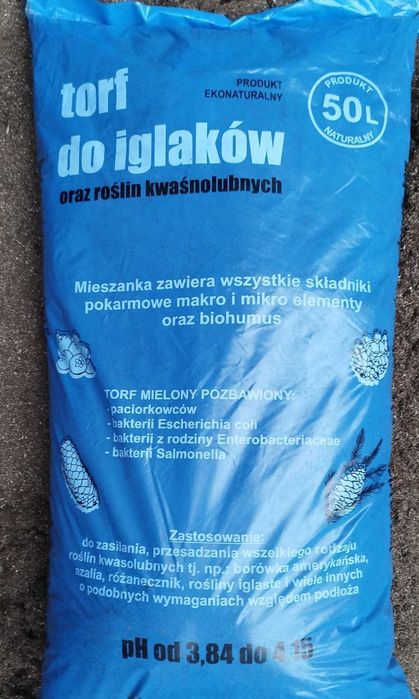 torf
do iglaków
oraz roślin kwaśnolubnych
PRODUKT
EKONATURALNY
PRODUKT
50L
NATURALNY
Mieszanka zawiera wszystkie składniki
pokarmowe makro i mikro elementy
oraz biohumus
TORF MIELONY POZBAWIONY:
-paciorkowców
-bakterii Escherichia coli
-bakterii z rodziny Enterobacteriaceae
-bakterii Salmonella
Zastosowanie:
do zasilania, przesadzania wszelkiego rodzaju
roślin kwasolubnych tj. np.: borówka amerykańska,
azalia, różanecznik, rośliny iglaste i wiele innych
o podobnych wymaganiach względem podłoża
pH od 3,84 do 4,15